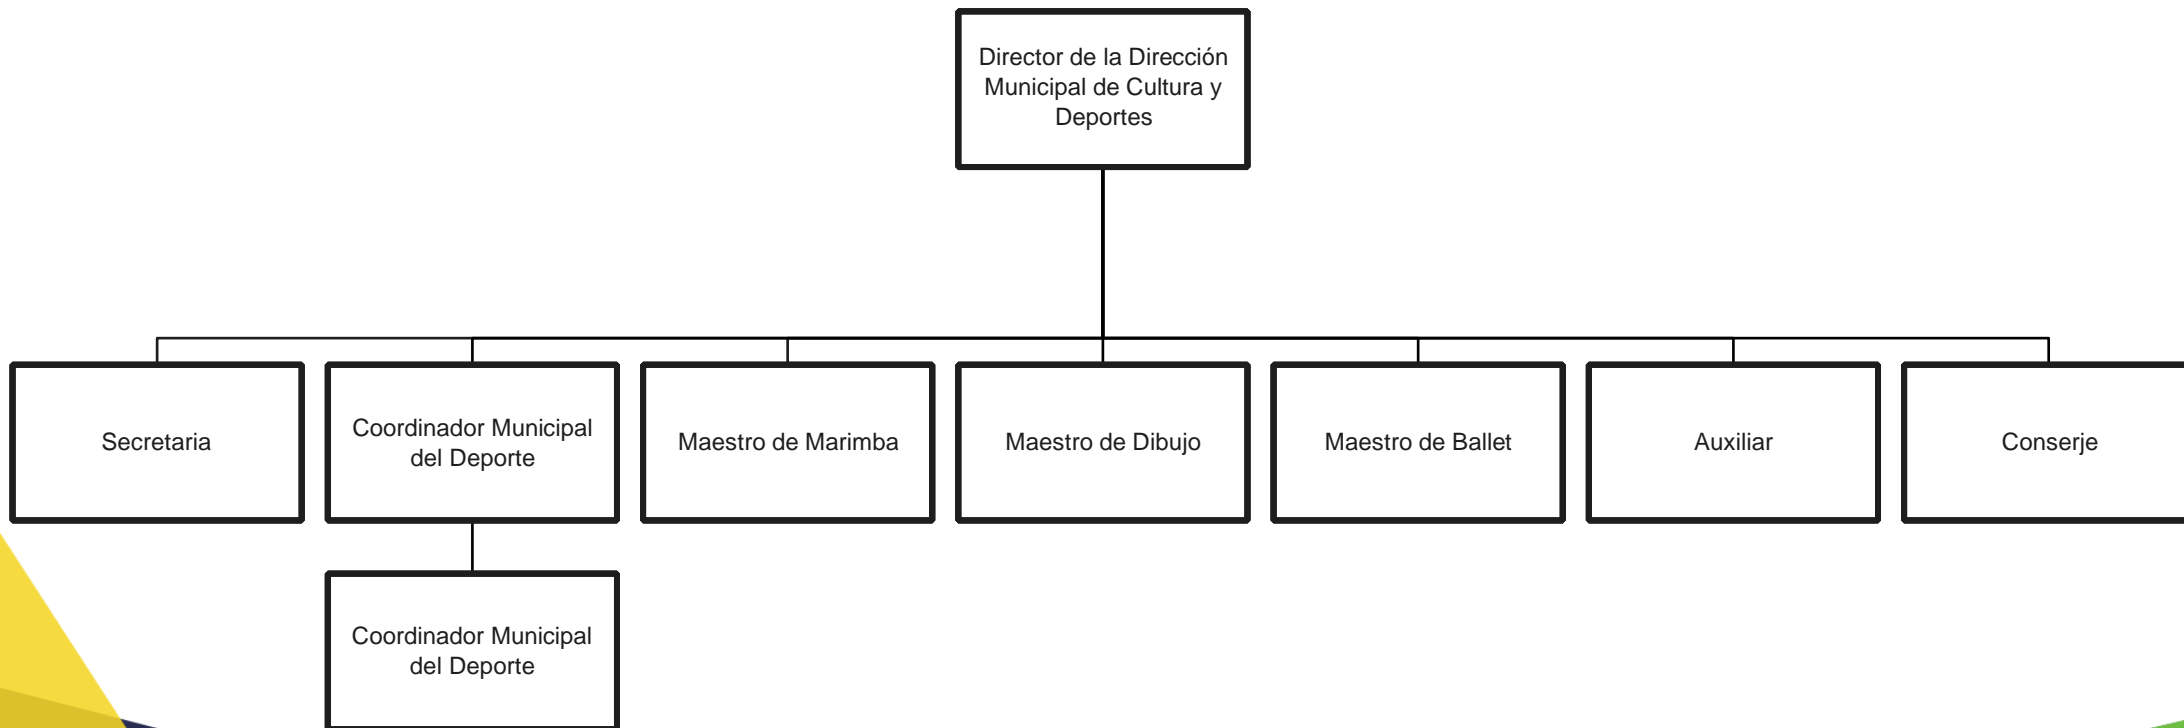 Director de la Dirección
Municipal de Cultura y
Deportes
Secretaria
Coordinador Municipal
del Deporte
Maestro de Marimba
Maestro de Dibujo
Maestro de Ballet
Auxiliar
Conserje
Coordinador Municipal
del Deporte